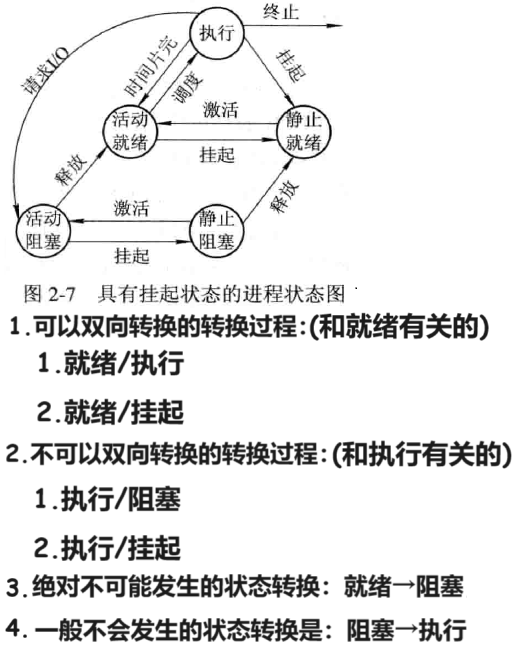 终止
执行
请求I/O
时间片完
调度
挂起
活动
就绪
激活
挂起
静止
就绪
释放
释放
活动
阻塞
激活
挂起
静止
阻塞
图 2-7 具有挂起状态的进程状态图
1.可以双向转换的转换过程:(和就绪有关的)
1.就绪/执行
2.就绪/挂起
2.不可以双向转换的转换过程:(和执行有关的)
1.执行/阻塞
2.执行/挂起
3.绝对不可能发生的状态转换：就绪→阻塞
4.一般不会发生的状态转换是：阻塞→执行